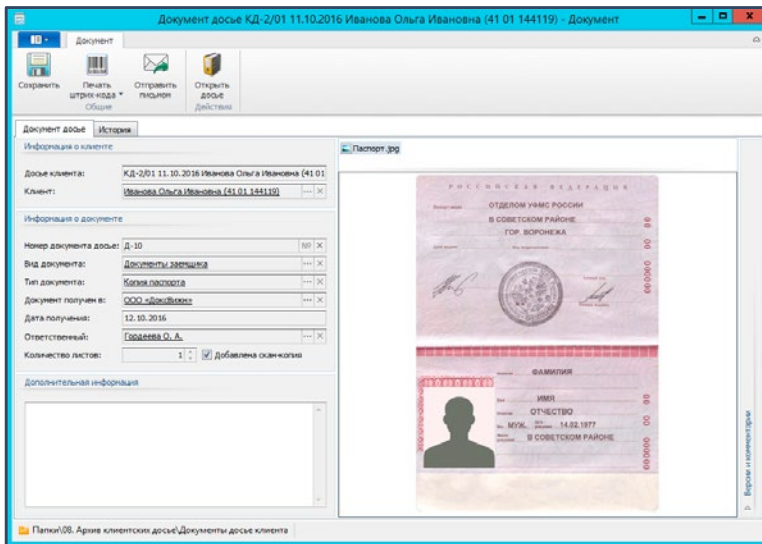 Документ досье КД-2/01 11.10.2016 Иванова Ольга Ивановна (41 01 144119) - Документ
Документ
Сохранить
Печать штрих-кода
Отправить письмом
Открыть досье
Общие
Действия
Документ досье
История
Информация о клиенте
Досье клиента: КД-2/01 11.10.2016 Иванова Ольга Ивановна (41 01
Клиент: Иванова Ольга Ивановна (41 01 144119)
Информация о документе
Номер документа досье: Д-10
Вид документа: Документы заемщика
Тип документа: Копия паспорта
Документ получен в: ООО «ДоксВижн»
Дата получения: 12.10.2016
Ответственный: Гордеева О. А.
Количество листов: 1 Добавлена скан-копия
Дополнительная информация
Паспорт.jpg
РОССИЙСКАЯ ФЕДЕРАЦИЯ
ОТДЕЛОМ УФМС РОССИИ
В СОВЕТСКОМ РАЙОНЕ
ГОР. ВОРОНЕЖА
00 00 000000
ФАМИЛИЯ
ИМЯ
ОТЧЕСТВО
МУЖ. 14.02.1977
В СОВЕТСКОМ РАЙОНЕ
00 00 000000
Версии и комментарии
Папки\08. Архив клиентских досье\Документы досье клиента